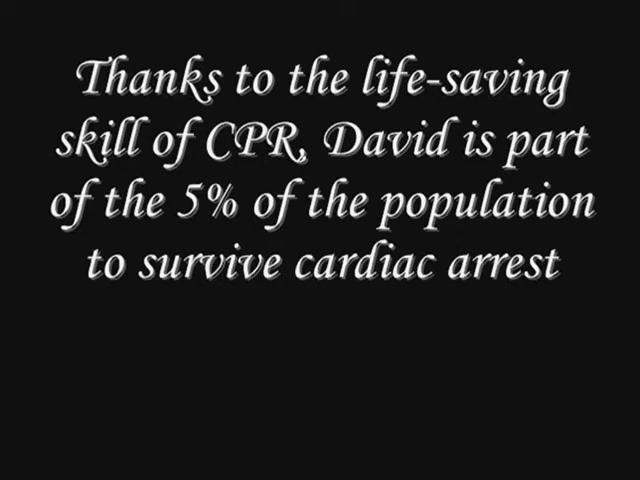 Thanks to the life-saving
skill of CPR, David is part
of the 5% of the population
to survive cardiac arrest